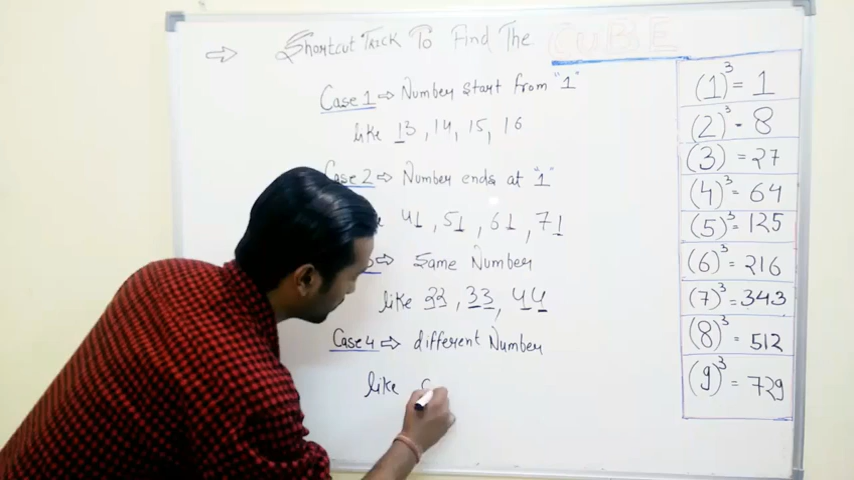 ⇒ Shortcut Trick To Find The CUBE
Case 1 ⇒ Number start from "1"
like 13, 14, 15, 16
Case 2 ⇒ Number ends at "1"
41, 51, 61, 71
⇒ Same Number
like 22, 33, 44
Case 4 ⇒ different Number
like
(1)³ = 1
(2)³ - 8
(3)³ = 27
(4)³ = 64
(5)³ = 125
(6)³ = 216
(7)³ = 343
(8)³ = 512
(9)³ = 729